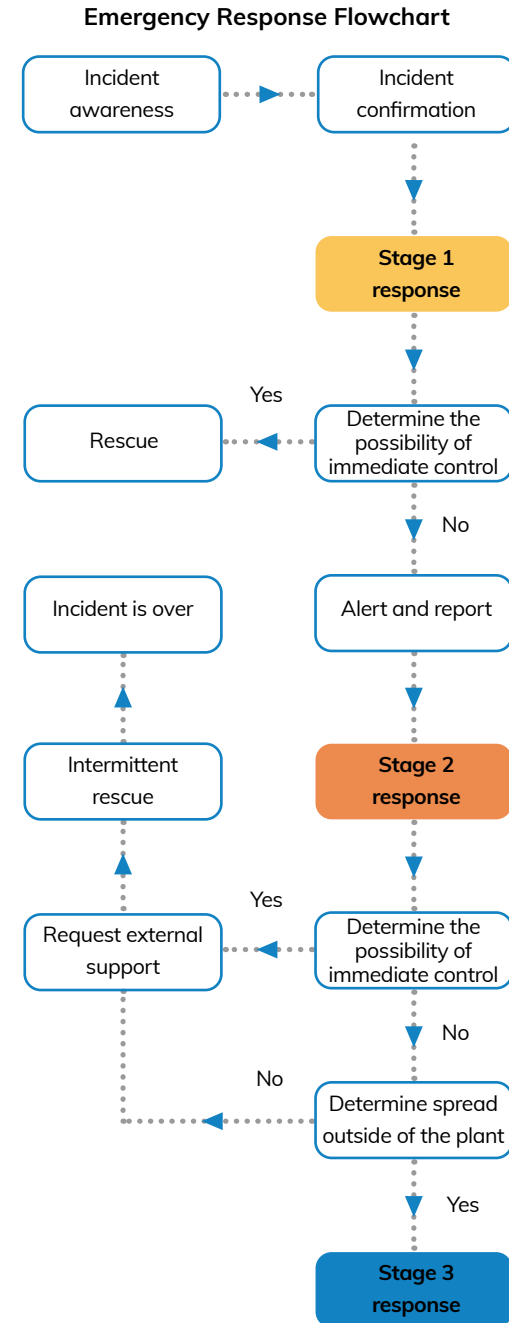 Emergency Response Flowchart
Incident
awareness
Incident
confirmation
Stage 1
response
Yes
Rescue
Determine the
possibility of
immediate control
No
Incident is over
Alert and report
Intermittent
rescue
Stage 2
response
Yes
Request external
support
Determine the
possibility of
immediate control
No
No
Determine spread
outside of the plant
Yes
Stage 3
response